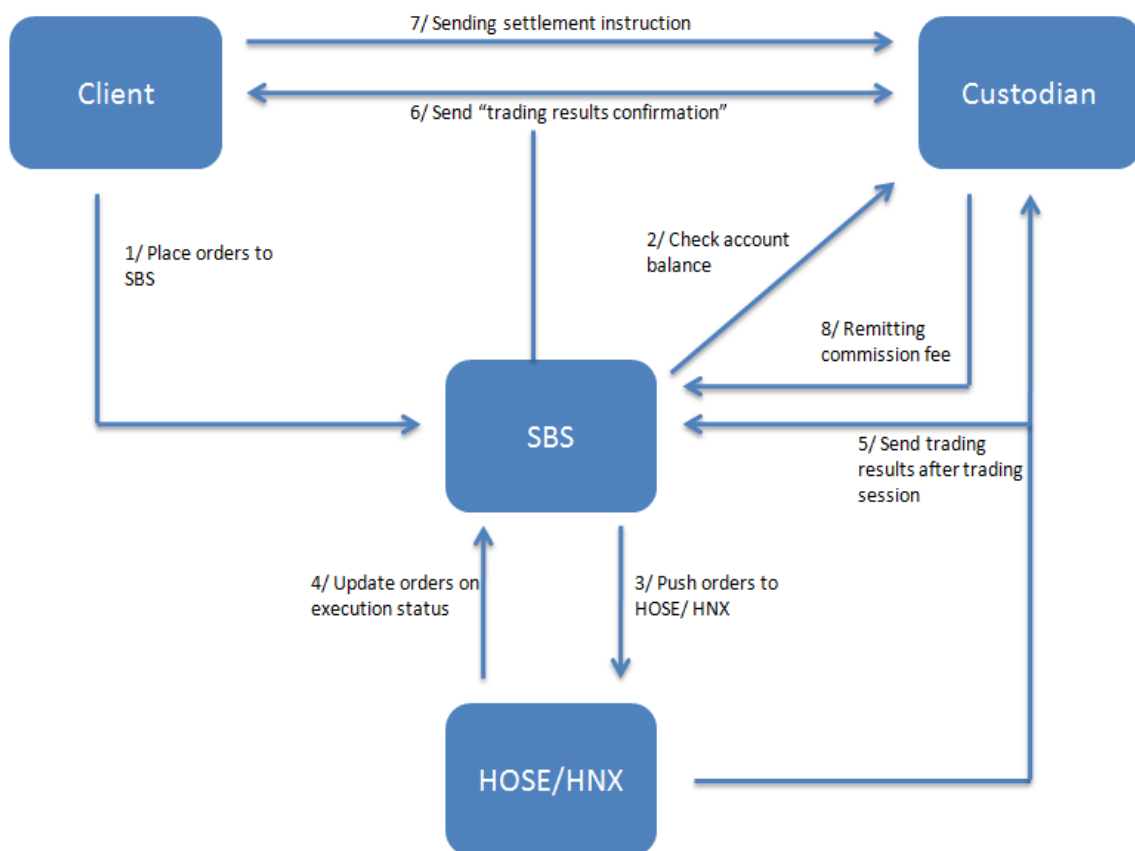 7/ Sending settlement instruction
Client
Custodian
6/ Send “trading results confirmation”
1/ Place orders to
SBS
2/ Check account
balance
8/ Remitting
commission fee
SBS
5/ Send trading
results after trading
session
4/ Update orders on
execution status
3/ Push orders to
HOSE/ HNX
HOSE/HNX